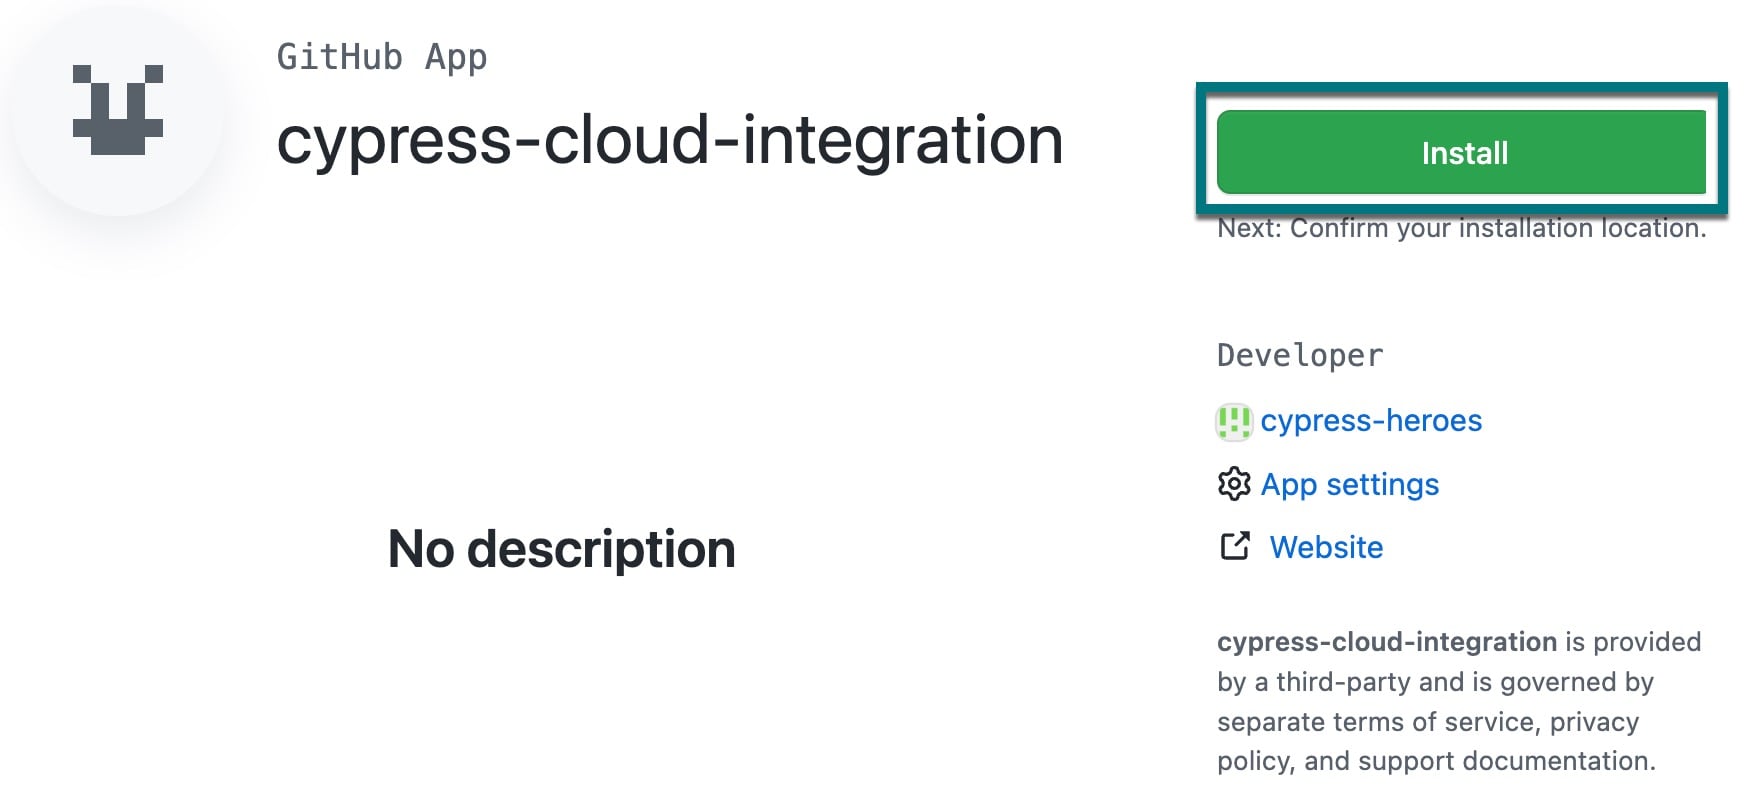 GitHub App
cypress-cloud-integration
Install
Next: Confirm your installation location.
Developer
cypress-heroes
App settings
Website
No description
cypress-cloud-integration is provided
by a third-party and is governed by
separate terms of service, privacy
policy, and support documentation.